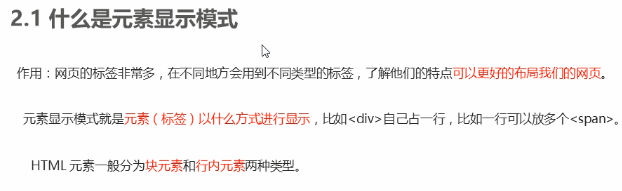 2.1 什么是元素显示模式
作用：网页的标签非常多，在不同地方会用到不同类型的标签，了解他们的特点可以更好的布局我们的网页。
元素显示模式就是元素（标签）以什么方式进行显示，比如<div>自己占一行，比如一行可以放多个<span>。
HTML 元素一般分为块元素和行内元素两种类型。